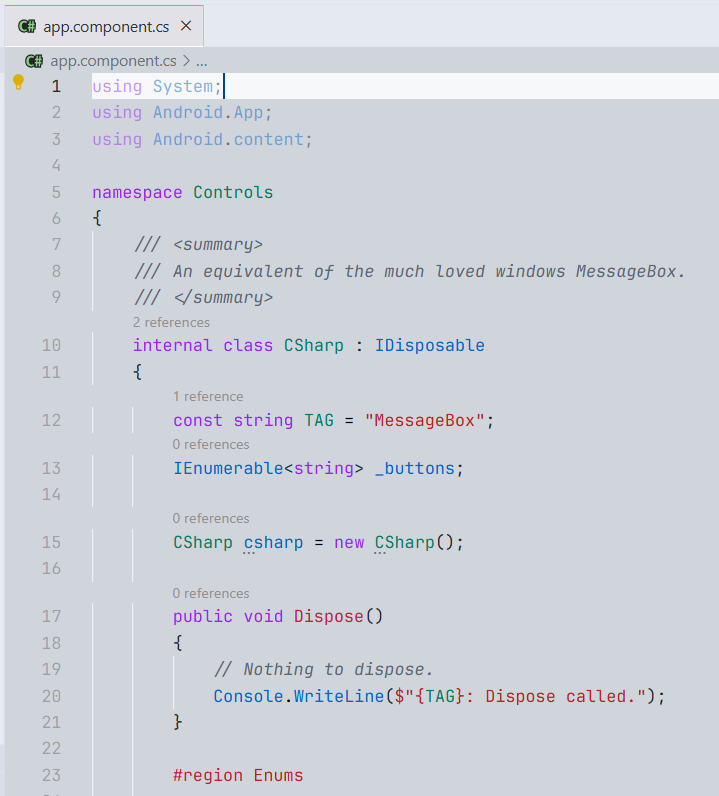 C# app.component.cs ×
C# app.component.cs > ...
1 using System;
2 using Android.App;
3 using Android.content;
4
5 namespace Controls
6 {
7 /// <summary>
8 /// An equivalent of the much loved windows MessageBox.
9 /// </summary>
2 references
10 internal class CSharp : IDisposable
11 {
1 reference
12 const string TAG = "MessageBox";
0 references
13 IEnumerable<string> _buttons;
14
0 references
15 CSharp csharp = new CSharp();
16
0 references
17 public void Dispose()
18 {
19 // Nothing to dispose.
20 Console.WriteLine($"{TAG}: Dispose called.");
21 }
22
23 #region Enums